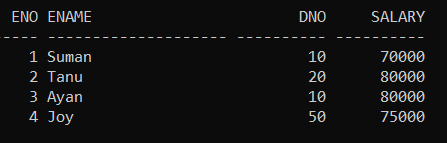 ENO ENAME DNO SALARY
----- -------------------- ---------- ----------
1 Suman 10 70000
2 Tanu 20 80000
3 Ayan 10 80000
4 Joy 50 75000